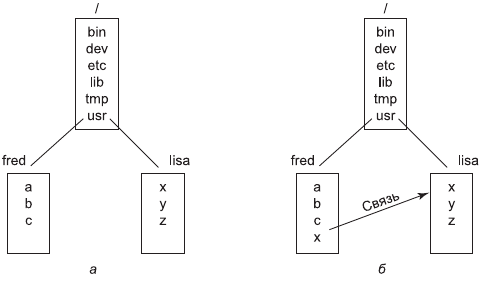 /
bin
dev
etc
lib
tmp
usr
fred
lisa
a
b
c
x
y
z
а
/
bin
dev
etc
lib
tmp
usr
fred
lisa
a
b
c
x
Связь
x
y
z
б